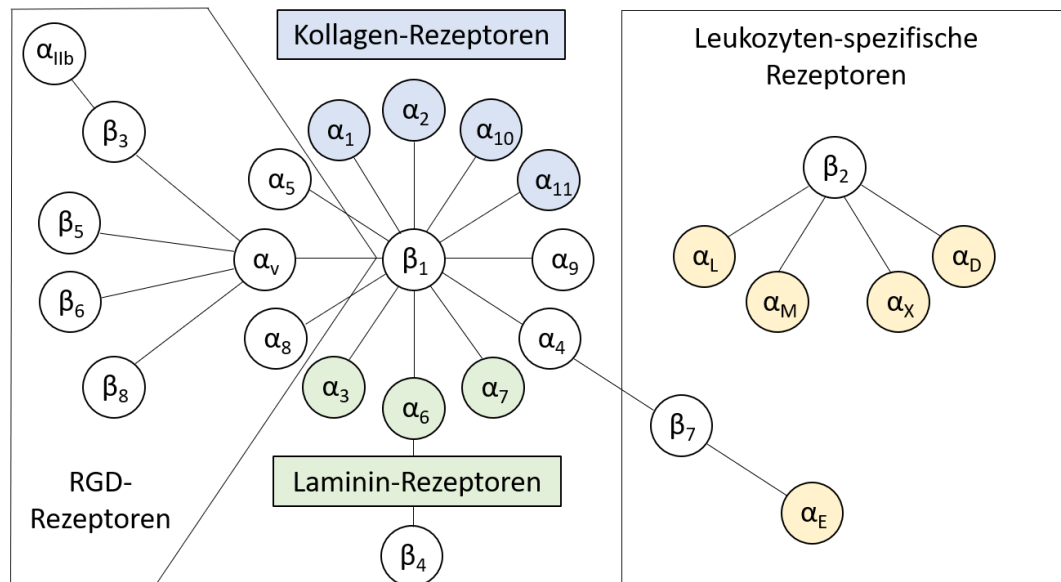 Kollagen-Rezeptoren
Leukozyten-spezifische
Rezeptoren
αIIb
β3
α1
α2
α10
α11
α5
β5
αv
β1
α9
β6
α8
α4
β8
α3
α6
α7
β2
αL
αM
αX
αD
β7
RGD-
Rezeptoren
Laminin-Rezeptoren
αE
β4